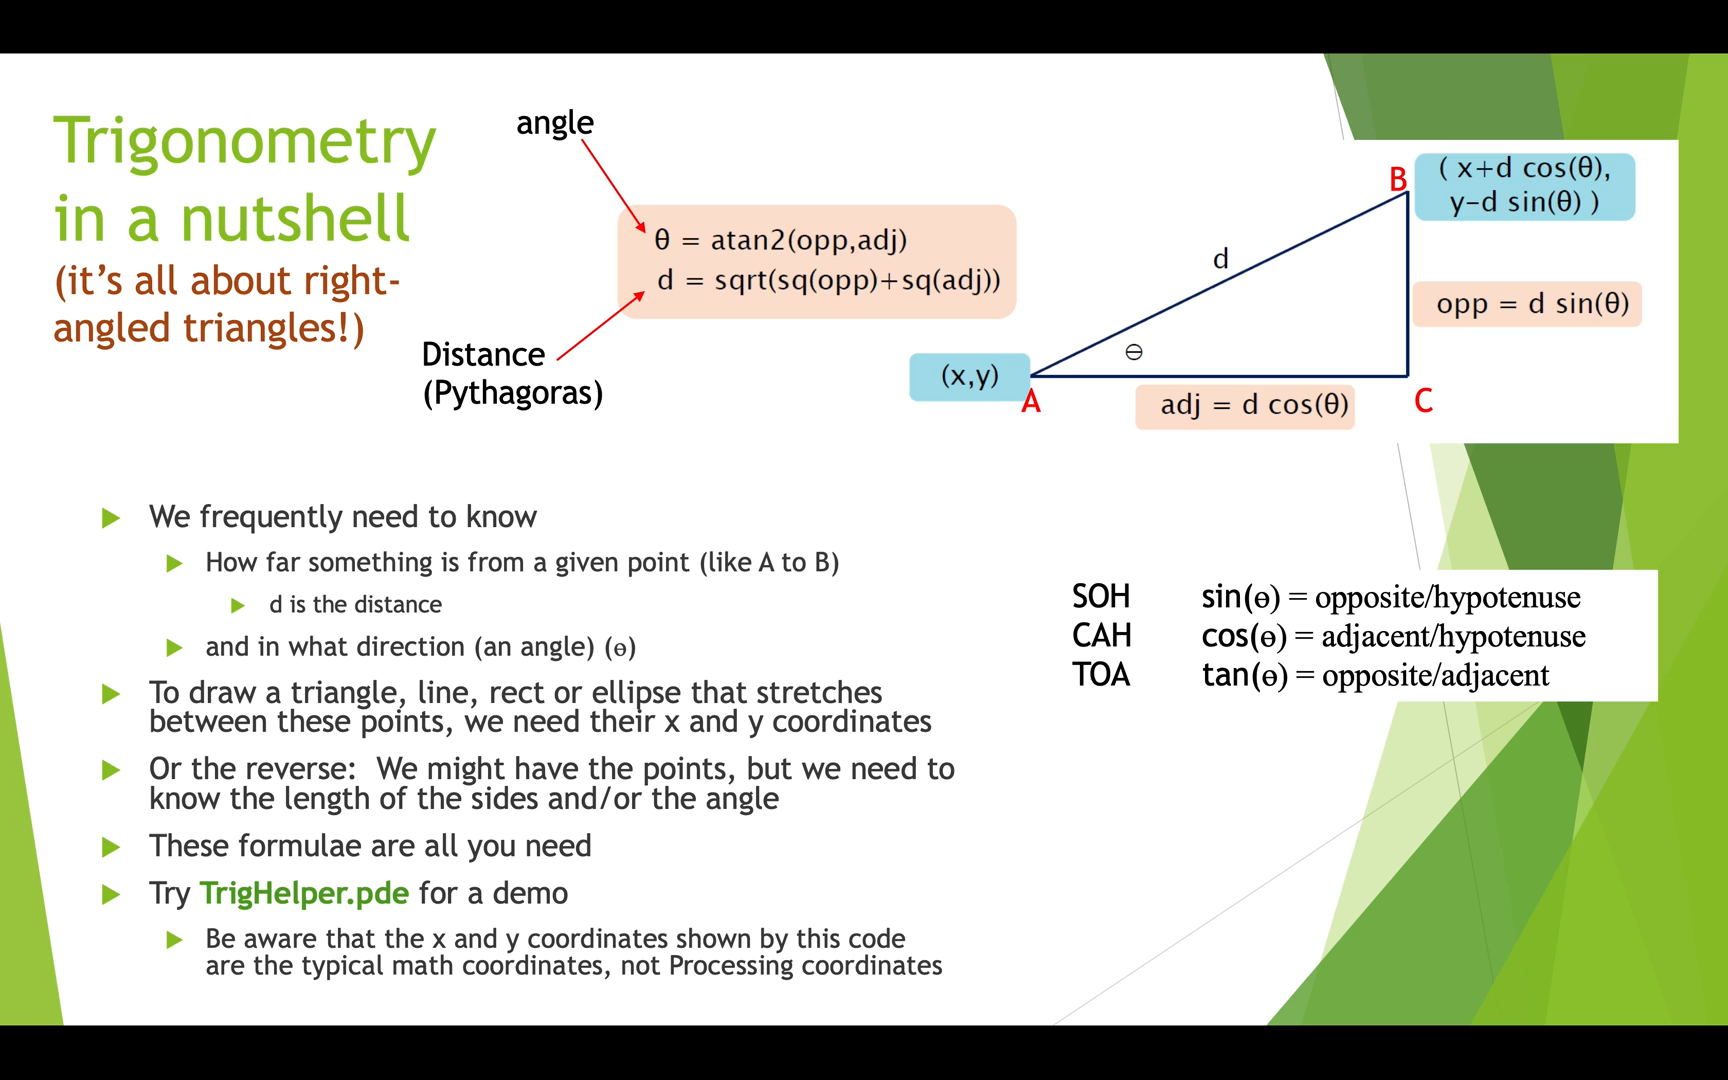 Trigonometry
in a nutshell
(it’s all about right-
angled triangles!)
angle
θ = atan2(opp,adj)
d = sqrt(sq(opp)+sq(adj))
Distance
(Pythagoras)
B
( x+d cos(θ),
y−d sin(θ) )
d
opp = d sin(θ)
ϴ
(x,y)
A
adj = d cos(θ)
C
We frequently need to know
How far something is from a given point (like A to B)
d is the distance
and in what direction (an angle) (ɵ)
To draw a triangle, line, rect or ellipse that stretches
between these points, we need their x and y coordinates
Or the reverse: We might have the points, but we need to
know the length of the sides and/or the angle
These formulae are all you need
Try TrigHelper.pde for a demo
Be aware that the x and y coordinates shown by this code
are the typical math coordinates, not Processing coordinates
SOH sin(ɵ) = opposite/hypotenuse
CAH cos(ɵ) = adjacent/hypotenuse
TOA tan(ɵ) = opposite/adjacent